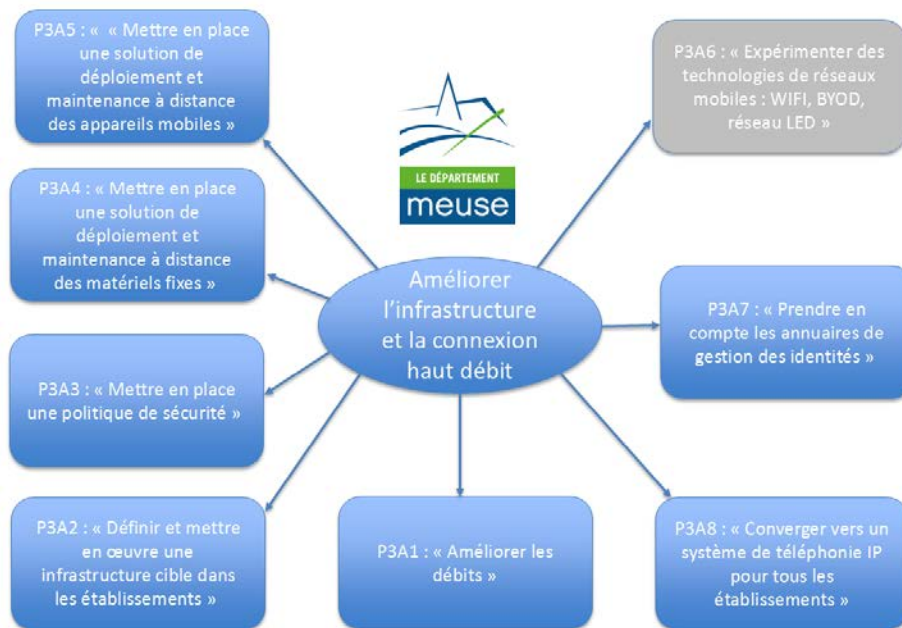 P3A5 : « « Mettre en place
une solution de
déploiement et
maintenance à distance
des appareils mobiles »
P3A6 : « Expérimenter des
technologies de réseaux
mobiles : WIFI, BYOD,
réseau LED »
LE DÉPARTEMENT
meuse
P3A4 : « Mettre en place
une solution de
déploiement et
maintenance à distance
des matériels fixes »
Améliorer
l’infrastructure
et la connexion
haut débit
P3A7 : « Prendre en
compte les annuaires de
gestion des identités »
P3A3 : « Mettre en place
une politique de sécurité »
P3A2 : « Définir et mettre
en œuvre une
infrastructure cible dans
les établissements »
P3A1 : « Améliorer les
débits »
P3A8 : « Converger vers un
système de téléphonie IP
pour tous les
établissements »